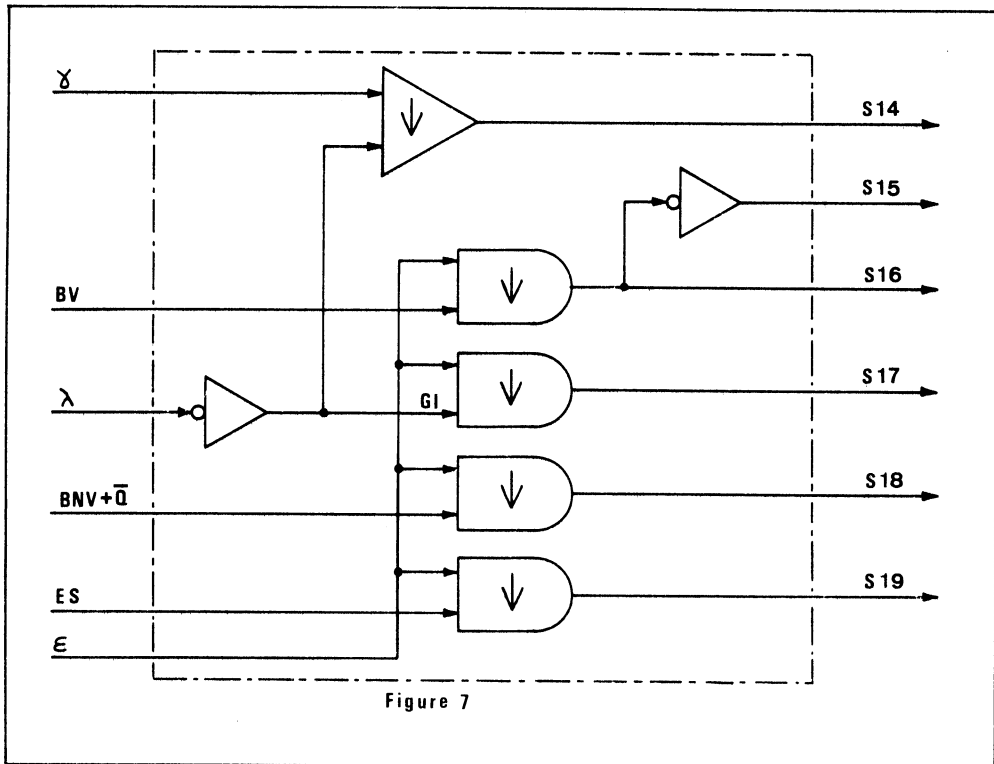 γ
S14
S15
BV
S16
λ
GI
S17
BNV+Q̅
S18
ES
S19
ε
Figure 7